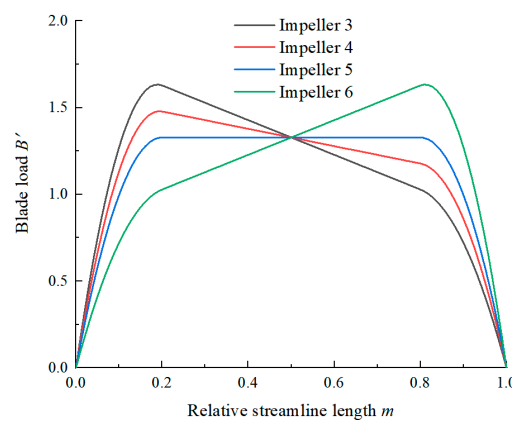 2.0
1.5
1.0
0.5
0.0
Blade load B′
Impeller 3
Impeller 4
Impeller 5
Impeller 6
0.0 0.2 0.4 0.6 0.8 1.0
Relative streamline length m